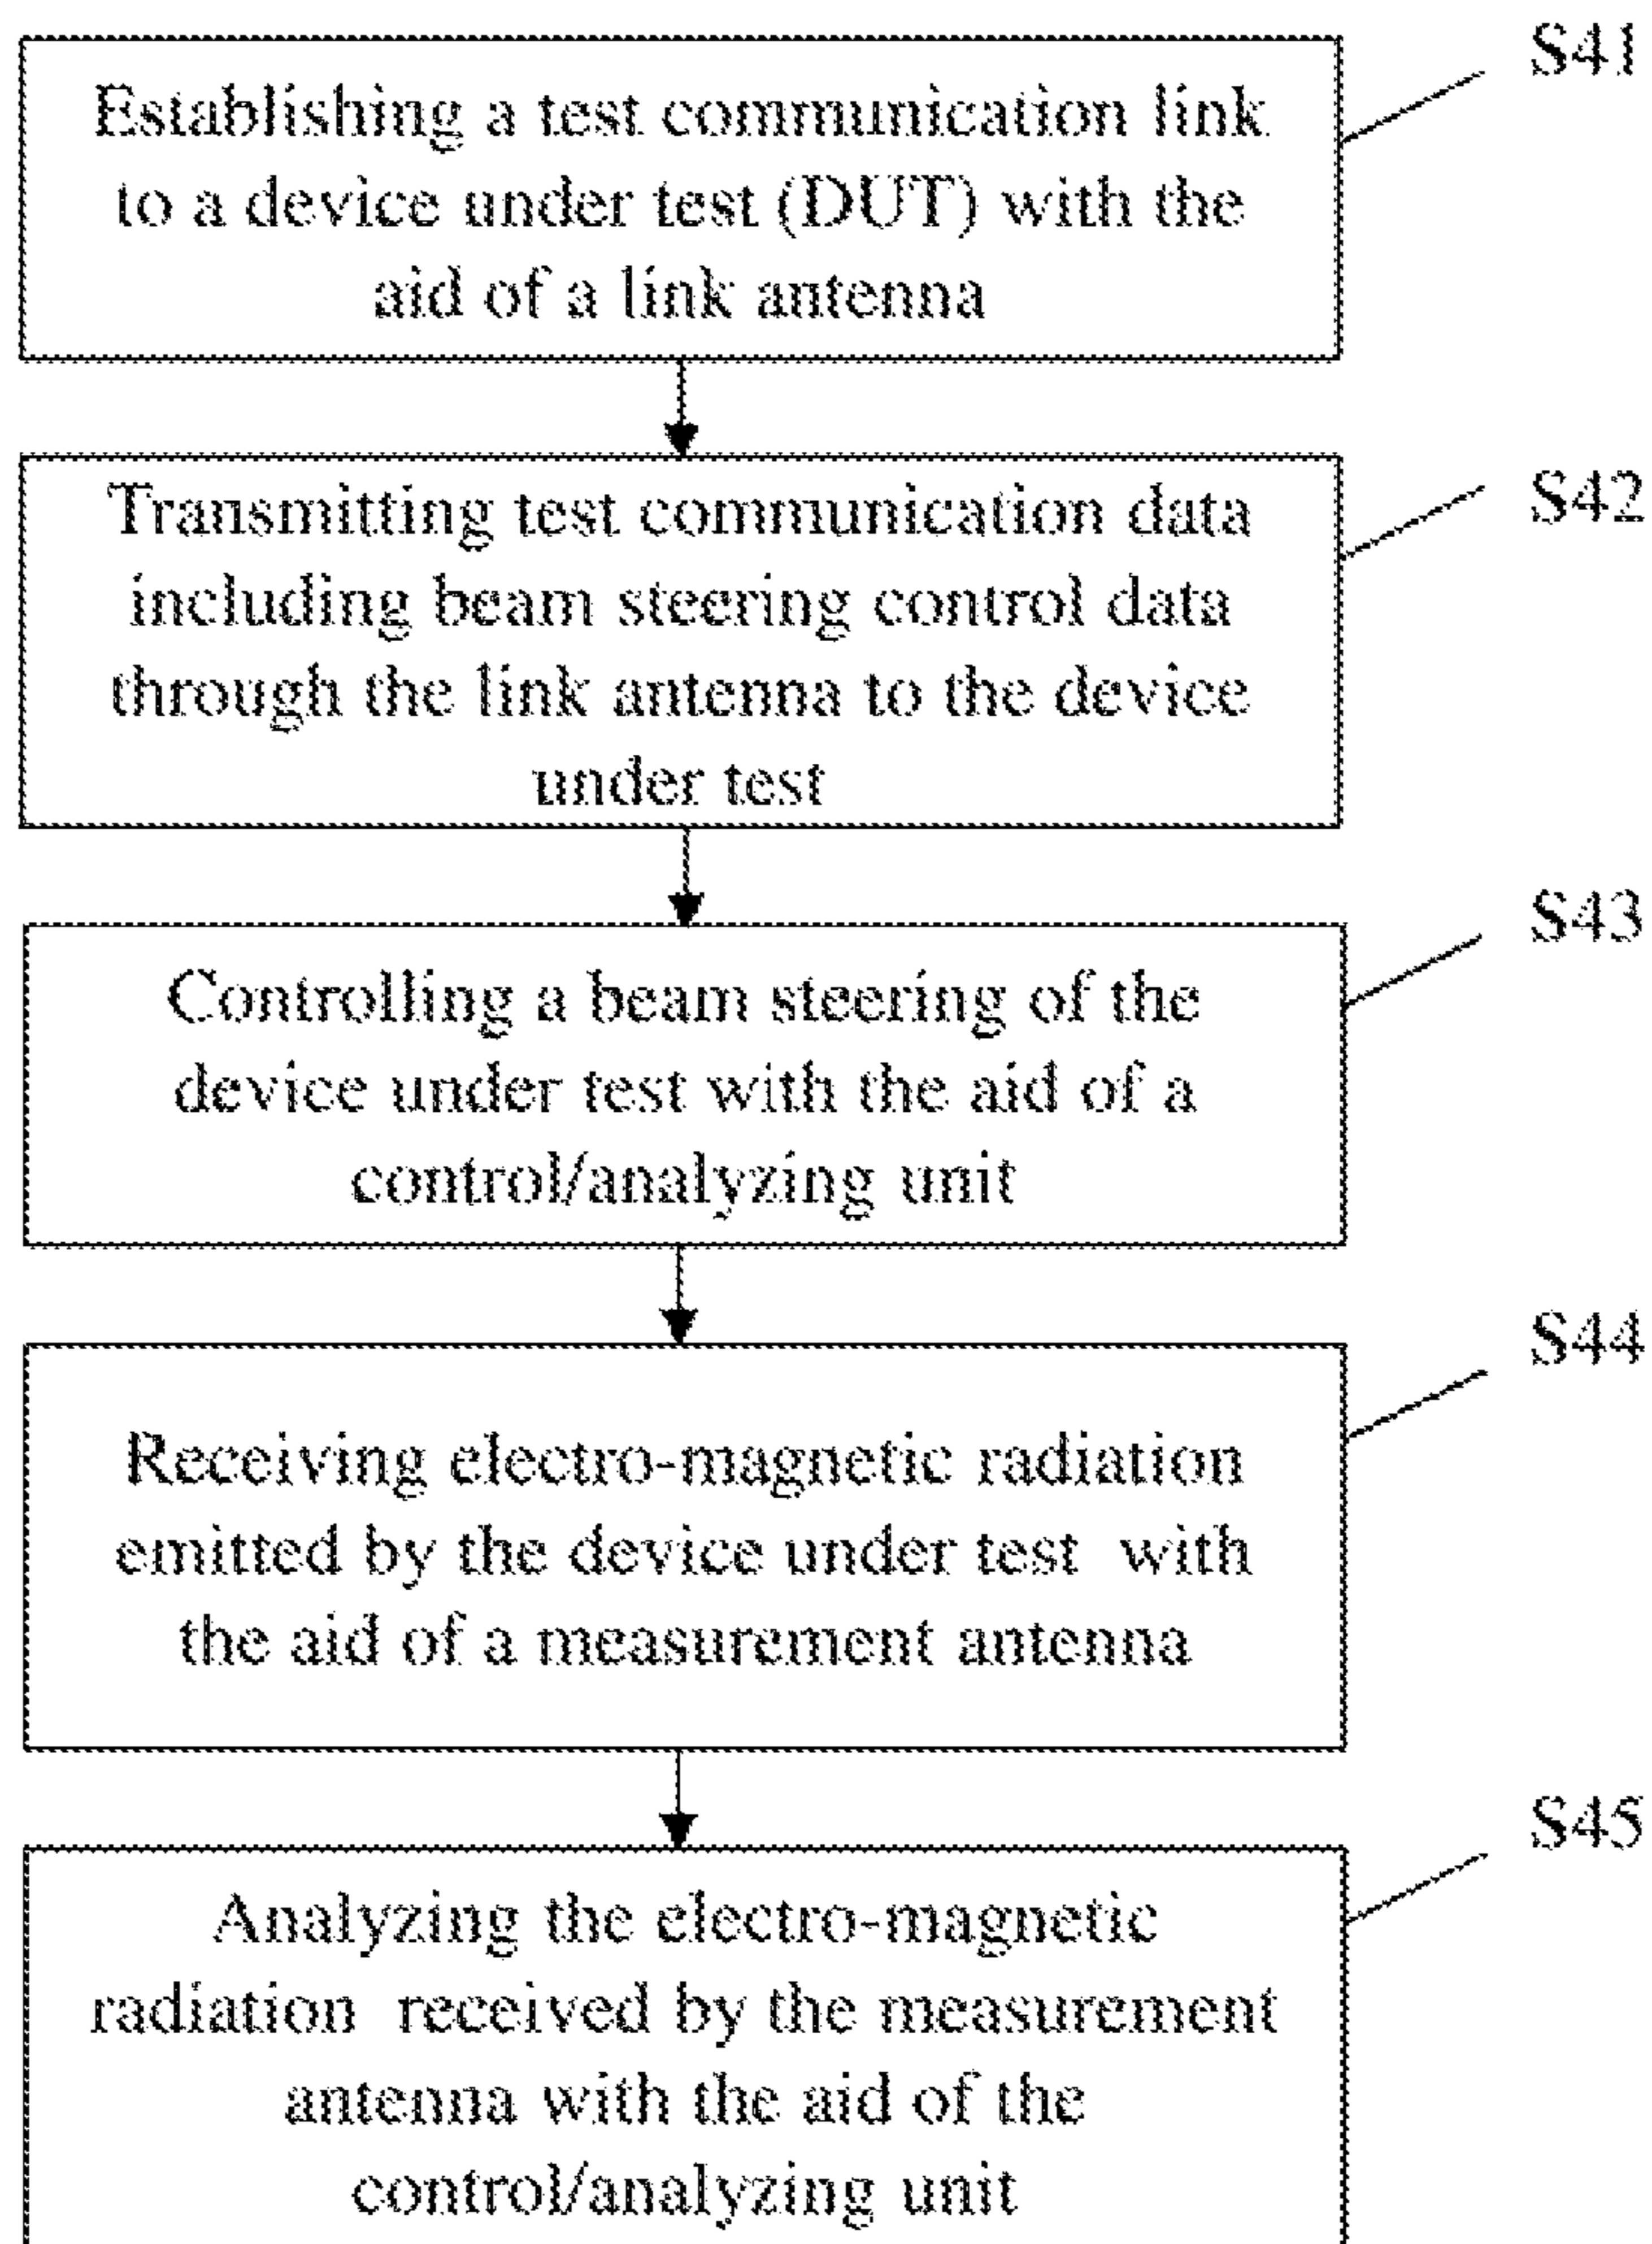 S41
Establishing a test communication link
to a device under test (DUT) with the
aid of a link antenna
S42
Transmitting test communication data
including beam steering control data
through the link antenna to the device
under test
S43
Controlling a beam steering of the
device under test with the aid of a
control/analyzing unit
S44
Receiving electro-magnetic radiation
emitted by the device under test with
the aid of a measurement antenna
S45
Analyzing the electro-magnetic
radiation received by the measurement
antenna with the aid of the
control/analyzing unit